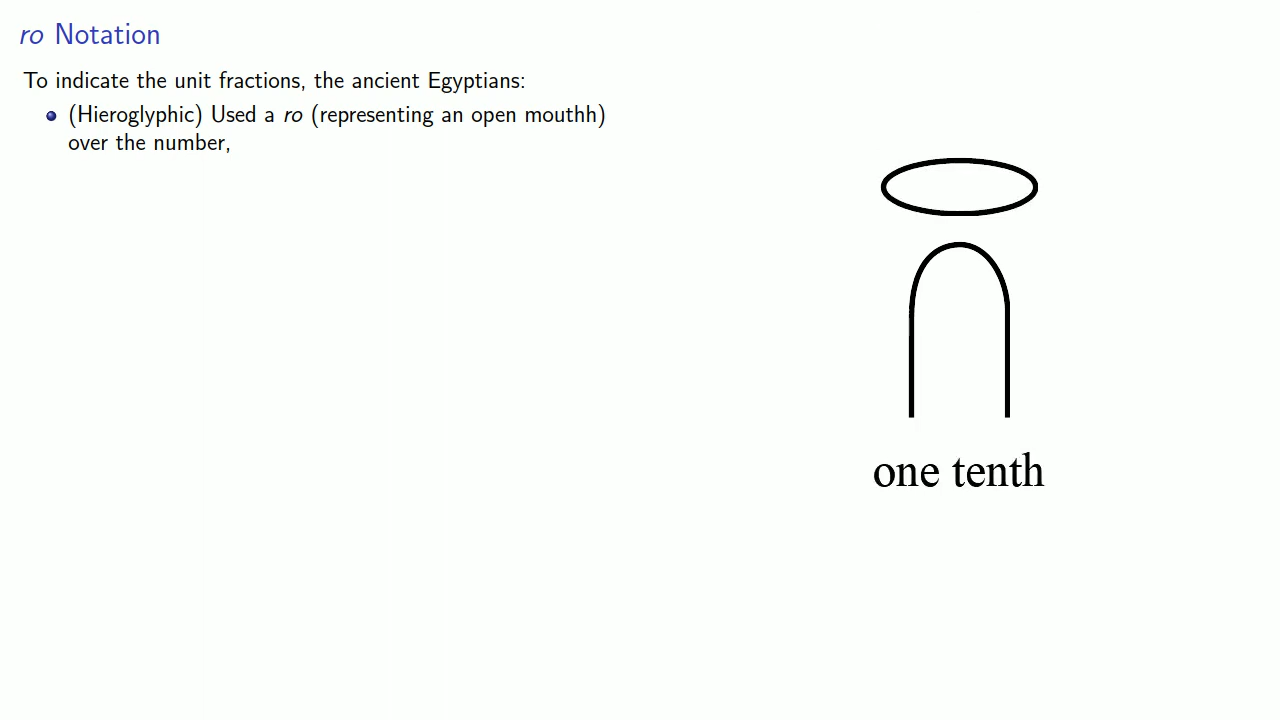 ro Notation
To indicate the unit fractions, the ancient Egyptians:
(Hieroglyphic) Used a ro (representing an open mouthh)
over the number,
one tenth